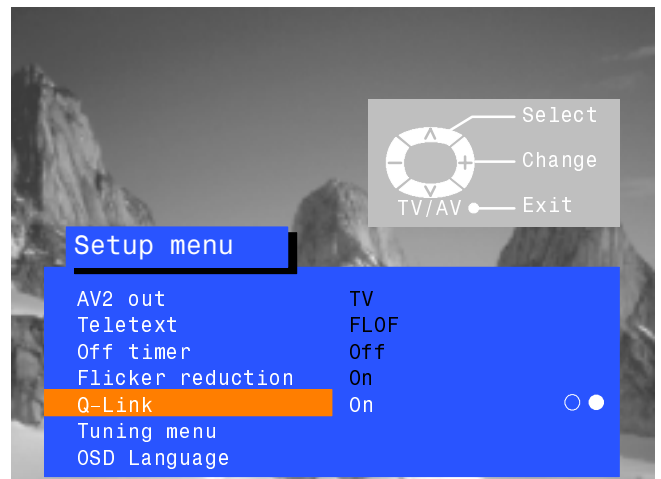 Select
Change
TV/AV Exit
Setup menu
AV2 out TV
Teletext FLOF
Off timer Off
Flicker reduction On
Q-Link On
Tuning menu
OSD Language